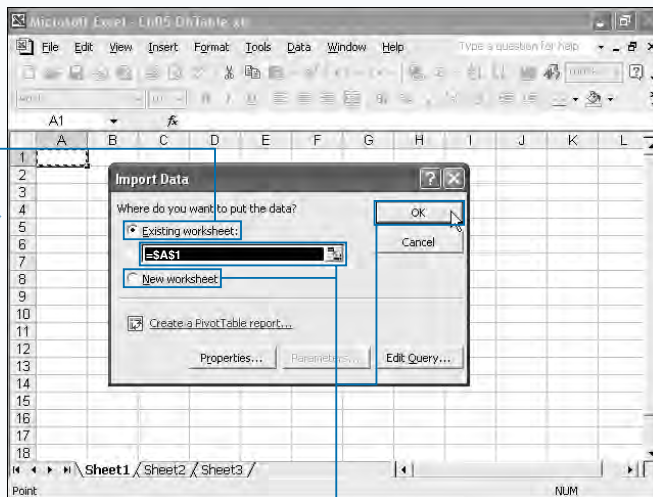 Microsoft Excel - Ch05 DbTable.xls
File Edit View Insert Format Tools Data Window Help Type a question for help
A1 fx
A B C D E F G H I J K L
1
2
3
4
5
6
7
8
9
10
11
12
13
14
15
16
17
18
Import Data
Where do you want to put the data?
Existing worksheet:
=$A$1
New worksheet
OK
Cancel
Create a PivotTable report...
Properties... Parameters... Edit Query...
Sheet1 Sheet2 Sheet3
Point NUM